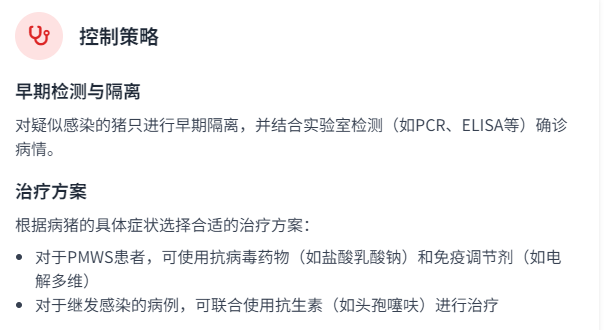 控制策略
早期检测与隔离
对疑似感染的猪只进行早期隔离，并结合实验室检测（如PCR、ELISA等）确诊
病情。
治疗方案
根据病猪的具体症状选择合适的治疗方案：
对于PMWS患者，可使用抗病毒药物（如盐酸乳酸钠）和免疫调节剂（如电
解多维）
对于继发感染的病例，可联合使用抗生素（如头孢噻呋）进行治疗